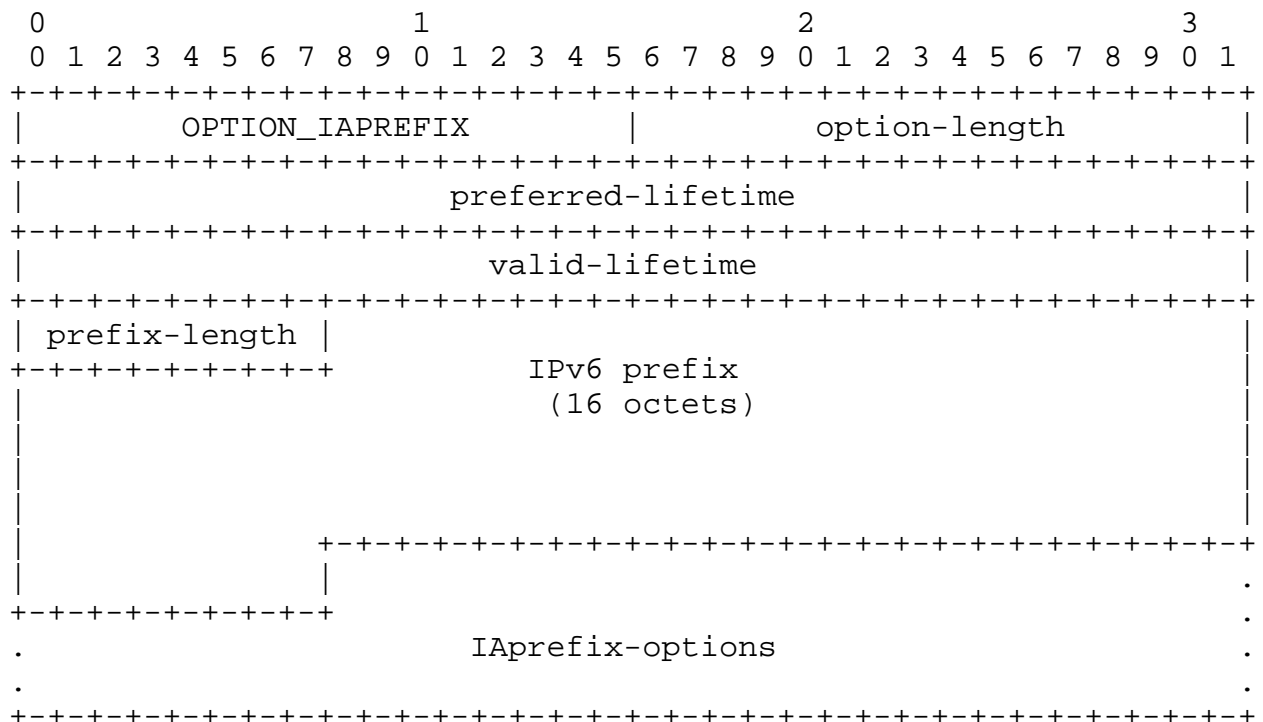 0                   1                   2                   3
 0 1 2 3 4 5 6 7 8 9 0 1 2 3 4 5 6 7 8 9 0 1 2 3 4 5 6 7 8 9 0 1
+-+-+-+-+-+-+-+-+-+-+-+-+-+-+-+-+-+-+-+-+-+-+-+-+-+-+-+-+-+-+-+-+
|        OPTION_IAPREFIX        |         option-length         |
+-+-+-+-+-+-+-+-+-+-+-+-+-+-+-+-+-+-+-+-+-+-+-+-+-+-+-+-+-+-+-+-+
|                      preferred-lifetime                       |
+-+-+-+-+-+-+-+-+-+-+-+-+-+-+-+-+-+-+-+-+-+-+-+-+-+-+-+-+-+-+-+-+
|                        valid-lifetime                         |
+-+-+-+-+-+-+-+-+-+-+-+-+-+-+-+-+-+-+-+-+-+-+-+-+-+-+-+-+-+-+-+-+
| prefix-length |                                               |
+-+-+-+-+-+-+-+-+          IPv6 prefix                          |
|                           (16 octets)                         |
|                                                               |
|                                                               |
|                                                               |
|               +-+-+-+-+-+-+-+-+-+-+-+-+-+-+-+-+-+-+-+-+-+-+-+-+
|               |                                               .
+-+-+-+-+-+-+-+-+                                               .
.                       IAprefix-options                        .
.                                                               .
+-+-+-+-+-+-+-+-+-+-+-+-+-+-+-+-+-+-+-+-+-+-+-+-+-+-+-+-+-+-+-+-+